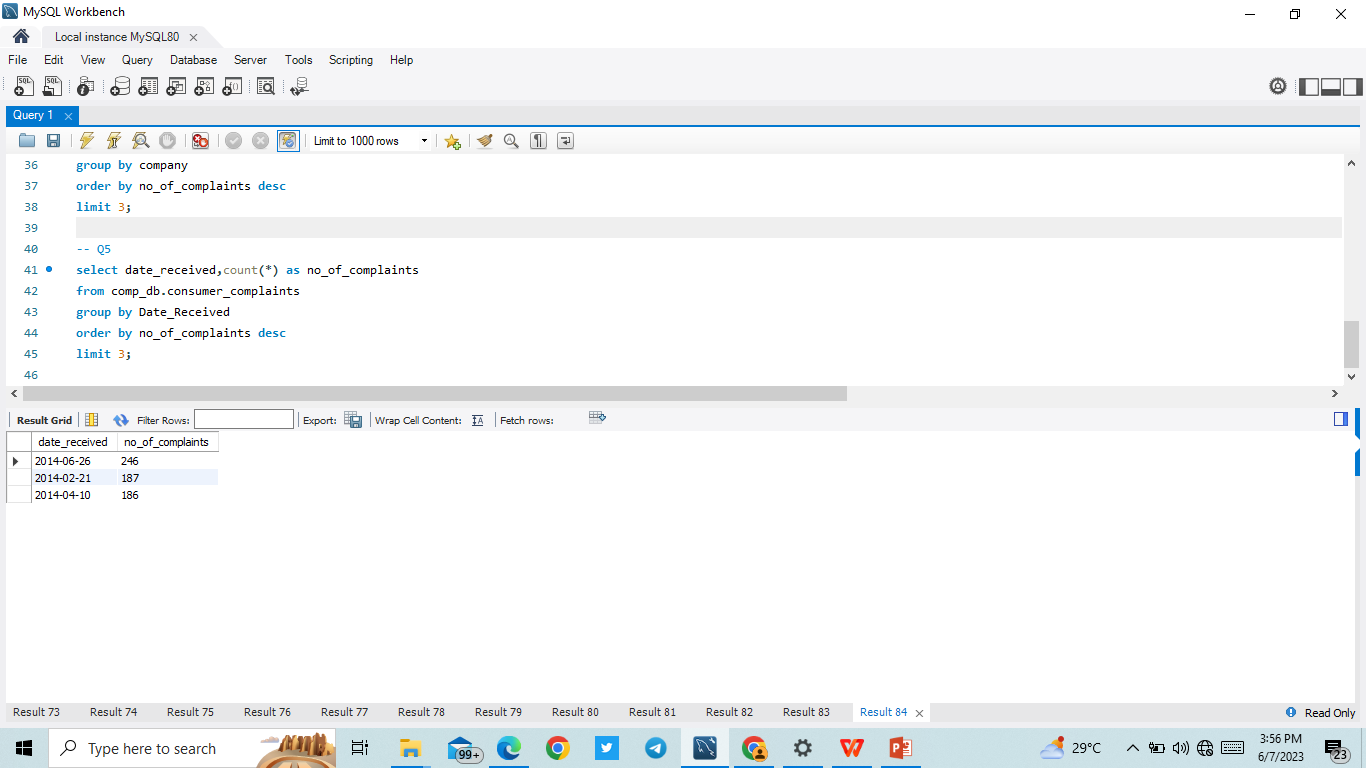 MySQL Workbench
Local instance MySQL80
File Edit View Query Database Server Tools Scripting Help
Query 1
Limit to 1000 rows
36 group by company
37 order by no_of_complaints desc
38 limit 3;
39
40 -- Q5
41 select date_received,count(*) as no_of_complaints
42 from comp_db.consumer_complaints
43 group by Date_Received
44 order by no_of_complaints desc
45 limit 3;
46
Result Grid Filter Rows: Export: Wrap Cell Content: Fetch rows:
date_received no_of_complaints
2014-06-26 246
2014-02-21 187
2014-04-10 186
Result 73 Result 74 Result 75 Result 76 Result 77 Result 78 Result 79 Result 80 Result 81 Result 82 Result 83 Result 84 Read Only
Type here to search 99+ 29°C 3:56 PM
6/7/2023 23